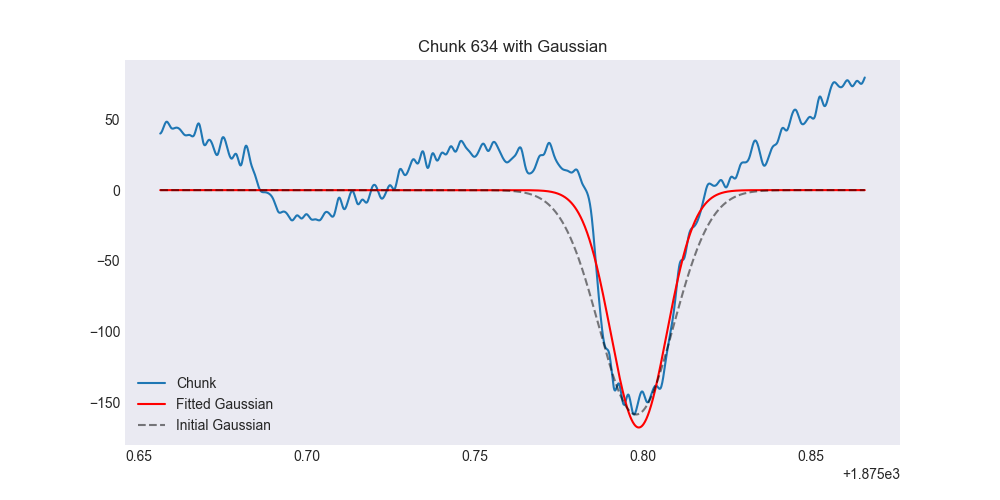 Chunk 634 with Gaussian
50
0
−50
−100
−150
Chunk
Fitted Gaussian
Initial Gaussian
0.65 0.70 0.75 0.80 0.85
+1.875e3